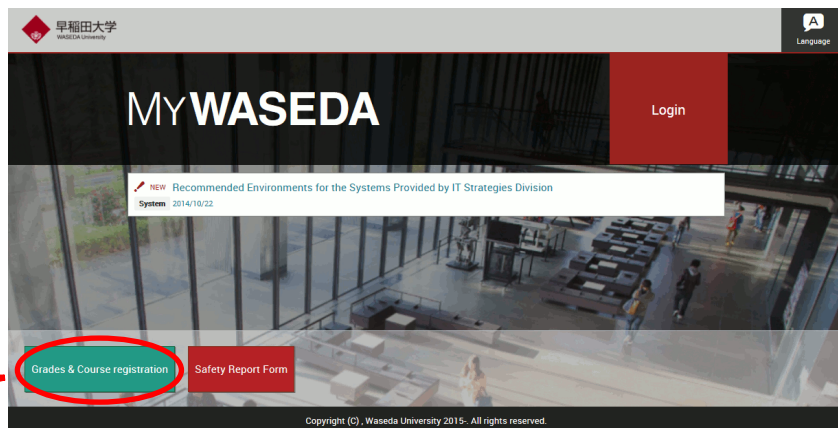 早稲田大学
WASEDA University
A
Language
MYWASEDA
Login
NEW Recommended Environments for the Systems Provided by IT Strategies Division
System 2014/10/22
Grades & Course registration
Safety Report Form
Copyright (C) , Waseda University 2015-. All rights reserved.